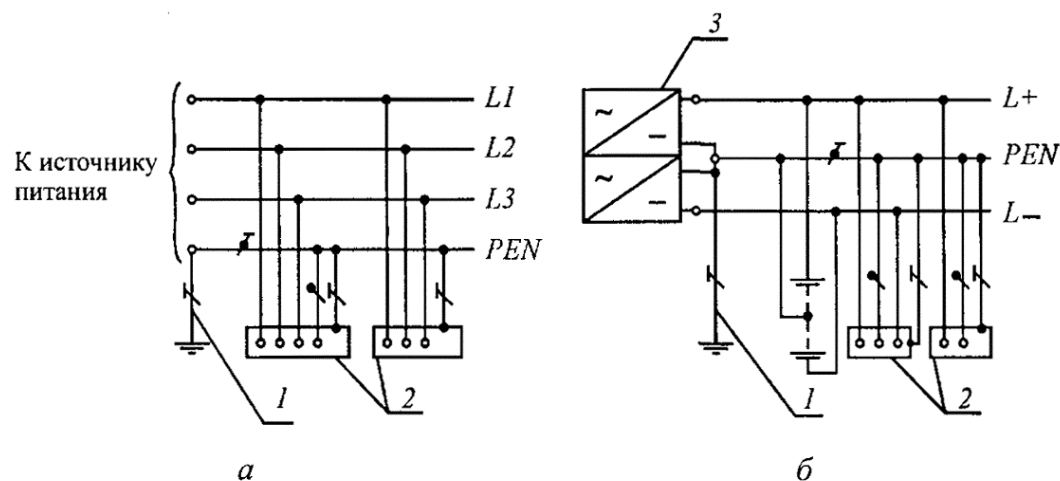 К источнику
питания
L1
L2
L3
PEN
1
2
а
3
~
−
~
−
L+
PEN
L−
1
2
б